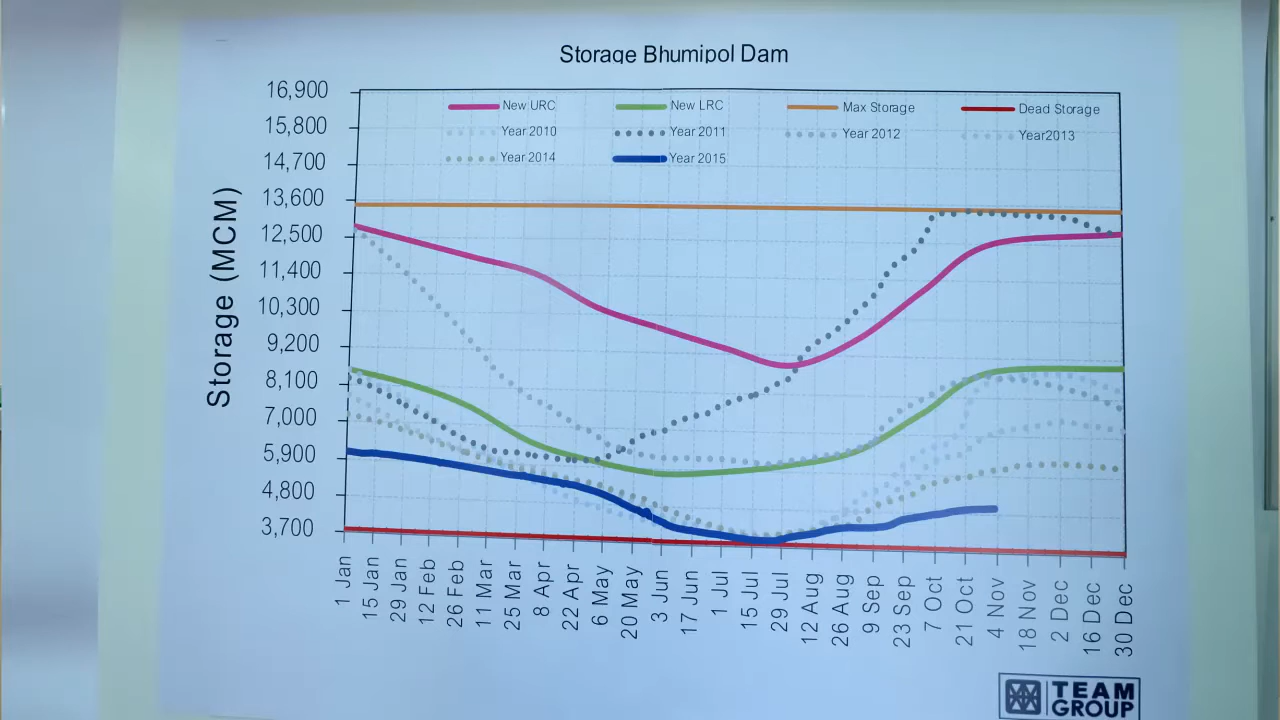 Storage Bhumipol Dam
New URC New LRC Max Storage Dead Storage
Year 2010 Year 2011 Year 2012 Year2013
Year 2014 Year 2015
Storage (MCM)
16,900
15,800
14,700
13,600
12,500
11,400
10,300
9,200
8,100
7,000
5,900
4,800
3,700
1 Jan
15 Jan
29 Jan
12 Feb
26 Feb
11 Mar
25 Mar
8 Apr
22 Apr
6 May
20 May
3 Jun
17 Jun
1 Jul
15 Jul
29 Jul
12 Aug
26 Aug
9 Sep
23 Sep
7 Oct
21 Oct
4 Nov
18 Nov
2 Dec
16 Dec
30 Dec
TEAM
GROUP